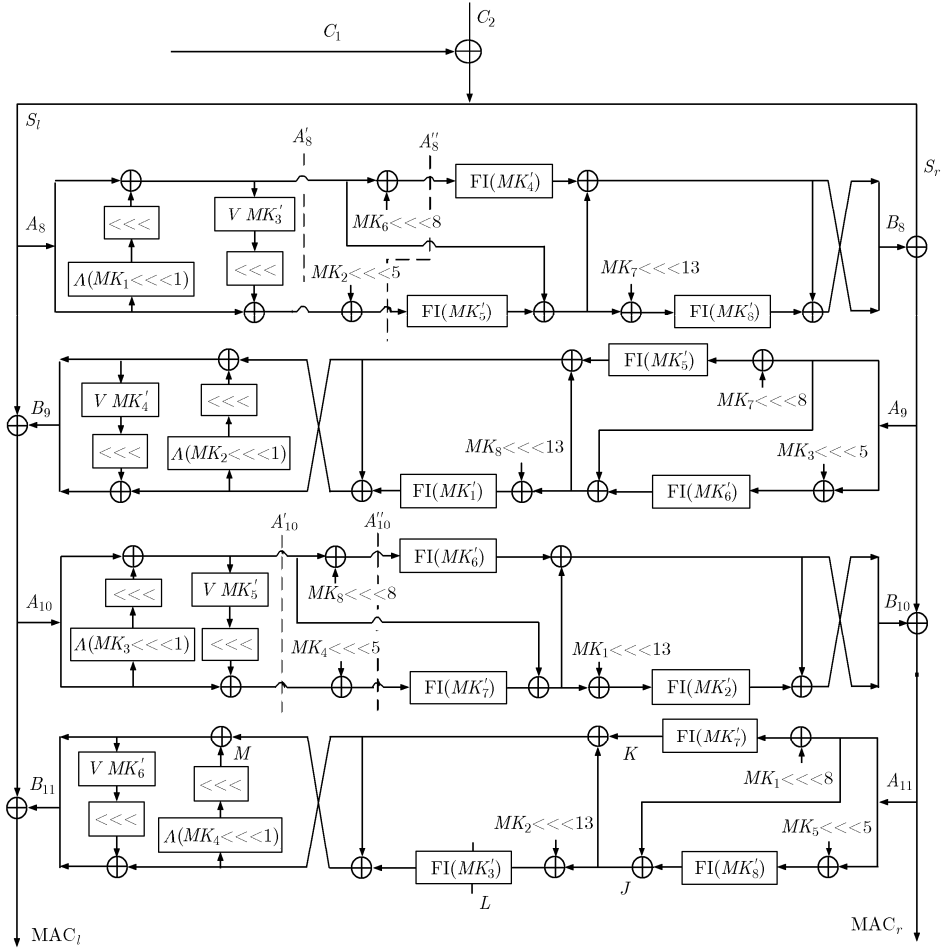 C₁
C₂
Sₗ
Sᵣ
A₈
A′₈
A″₈
FI(MK′₄)
MK₆<<<8
<<<
V MK′₃
Λ(MK₁<<<1)
<<<
MK₂<<<5
MK₇<<<13
FI(MK′₅)
FI(MK′₈)
B₈
FI(MK′₅)
MK₇<<<8
V MK′₄
<<<
B₉
A₉
<<<
Λ(MK₂<<<1)
MK₈<<<13
MK₃<<<5
FI(MK′₁)
FI(MK′₆)
A′₁₀
A″₁₀
FI(MK′₆)
<<<
V MK′₅
MK₈<<<8
A₁₀
B₁₀
Λ(MK₃<<<1)
<<<
MK₄<<<5
MK₁<<<13
FI(MK′₇)
FI(MK′₂)
M
K
FI(MK′₇)
V MK′₆
<<<
MK₁<<<8
B₁₁
A₁₁
<<<
Λ(MK₄<<<1)
MK₂<<<13
MK₅<<<5
FI(MK′₃)
FI(MK′₈)
L
J
MACₗ
MACᵣ